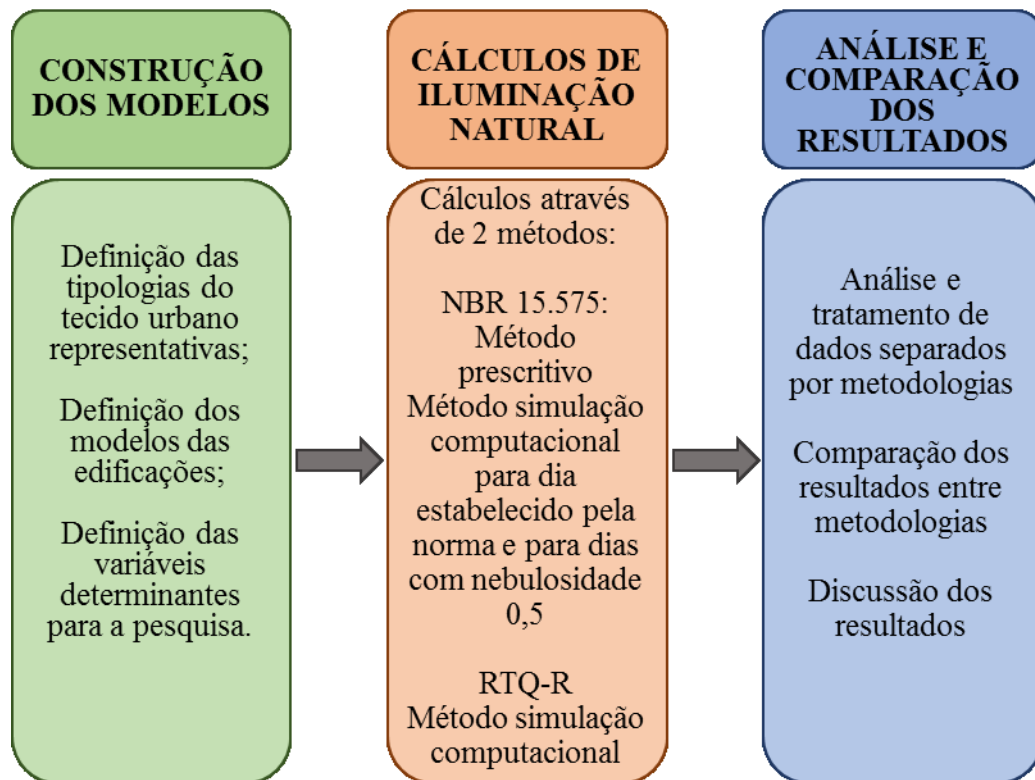 CONSTRUÇÃO
DOS MODELOS
Definição das
tipologias do
tecido urbano
representativas;
Definição dos
modelos das
edificações;
Definição das
variáveis
determinantes
para a pesquisa.
CÁLCULOS DE
ILUMINAÇÃO
NATURAL
Cálculos através
de 2 métodos:
NBR 15.575:
Método
prescritivo
Método simulação
computacional
para dia
estabelecido pela
norma e para dias
com nebulosidade
0,5
RTQ-R
Método simulação
computacional
ANÁLISE E
COMPARAÇÃO
DOS
RESULTADOS
Análise e
tratamento de
dados separados
por metodologias
Comparação dos
resultados entre
metodologias
Discussão dos
resultados